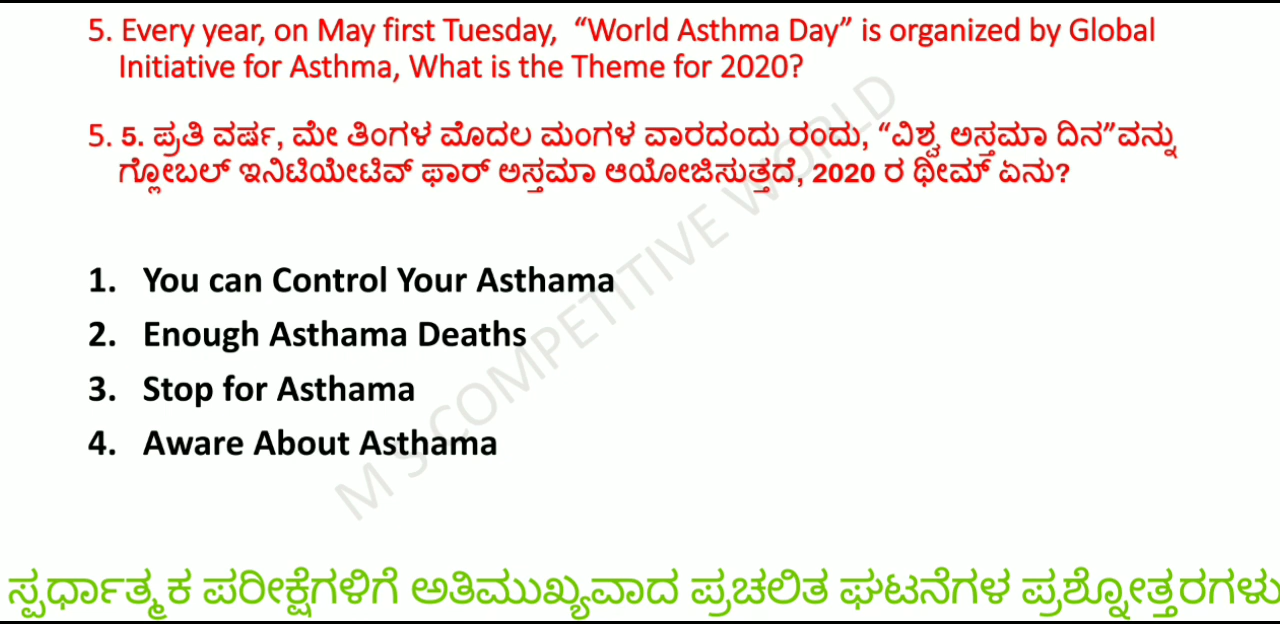 5. Every year, on May first Tuesday, “World Asthma Day” is organized by Global
Initiative for Asthma, What is the Theme for 2020?
5. 5. ಪ್ರತಿ ವರ್ಷ, ಮೇ ತಿಂಗಳ ಮೊದಲ ಮಂಗಳ ವಾರದಂದು ರಂದು, “ವಿಶ್ವ ಅಸ್ತಮಾ ದಿನ”ವನ್ನು
ಗ್ಲೋಬಲ್ ಇನಿಟಿಯೇಟಿವ್ ಫಾರ್ ಅಸ್ತಮಾ ಆಯೋಜಿಸುತ್ತದೆ, 2020 ರ ಥೀಮ್ ಏನು?
1. You can Control Your Asthama
2. Enough Asthama Deaths
3. Stop for Asthama
4. Aware About Asthama
M S COMPETITIVE WORLD
ಸ್ಪರ್ಧಾತ್ಮಕ ಪರೀಕ್ಷೆಗಳಿಗೆ ಅತಿಮುಖ್ಯವಾದ ಪ್ರಚಲಿತ ಘಟನೆಗಳ ಪ್ರಶ್ನೋತ್ತರಗಳು